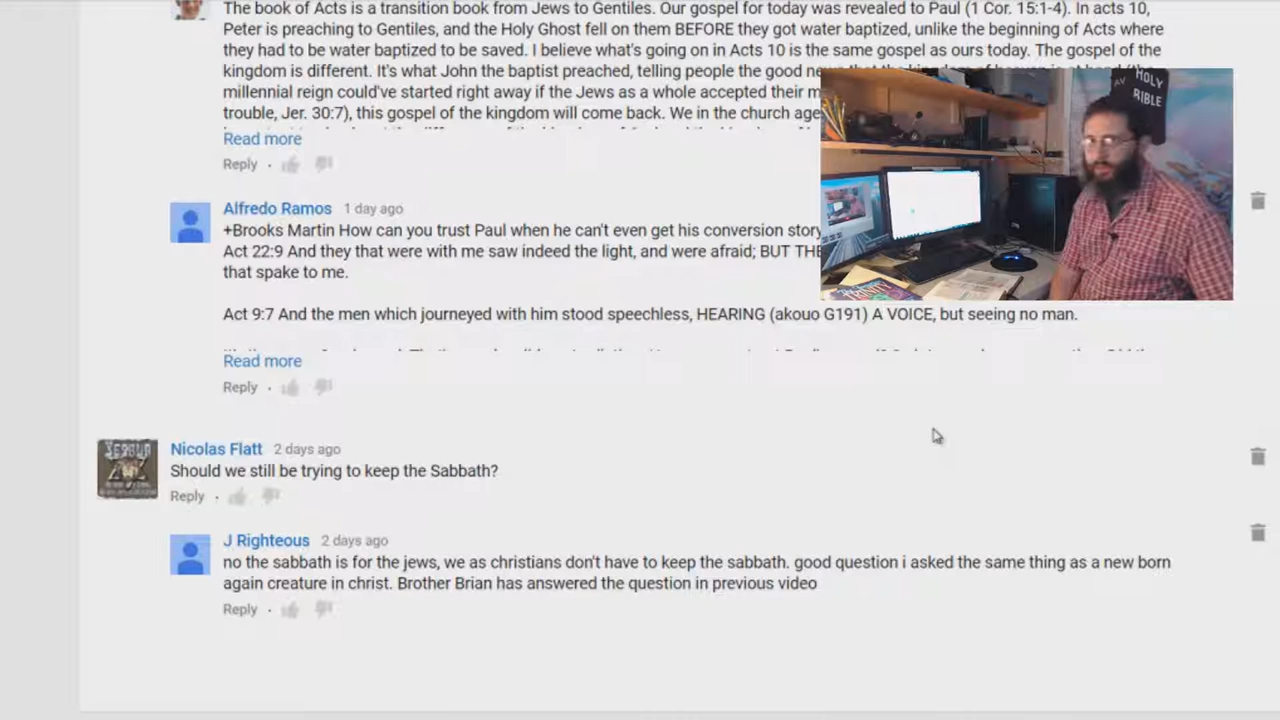 The book of Acts is a transition book from Jews to Gentiles. Our gospel for today was revealed to Paul (1 Cor. 15:1-4). In acts 10,
Peter is preaching to Gentiles, and the Holy Ghost fell on them BEFORE they got water baptized, unlike the beginning of Acts where
they had to be water baptized to be saved. I believe what's going on in Acts 10 is the same gospel as ours today. The gospel of the
kingdom is different. It's what John the baptist preached, telling people the good
millennial reign could've started right away if the Jews as a whole accepted their
trouble, Jer. 30:7), this gospel of the kingdom will come back. We in the church age
Read more
Reply
Alfredo Ramos 1 day ago
+Brooks Martin How can you trust Paul when he can't even get his conversion story
Act 22:9 And they that were with me saw indeed the light, and were afraid; BUT
that spake to me.
Act 9:7 And the men which journeyed with him stood speechless, HEARING (akouo G191) A VOICE, but seeing no man.
Read more
Reply
Nicolas Flatt 2 days ago
Should we still be trying to keep the Sabbath?
Reply
J Righteous 2 days ago
no the sabbath is for the jews, we as christians don't have to keep the sabbath. good question i asked the same thing as a new born
again creature in christ. Brother Brian has answered the question in previous video
Reply
HOLY
BIBLE
TRINITY